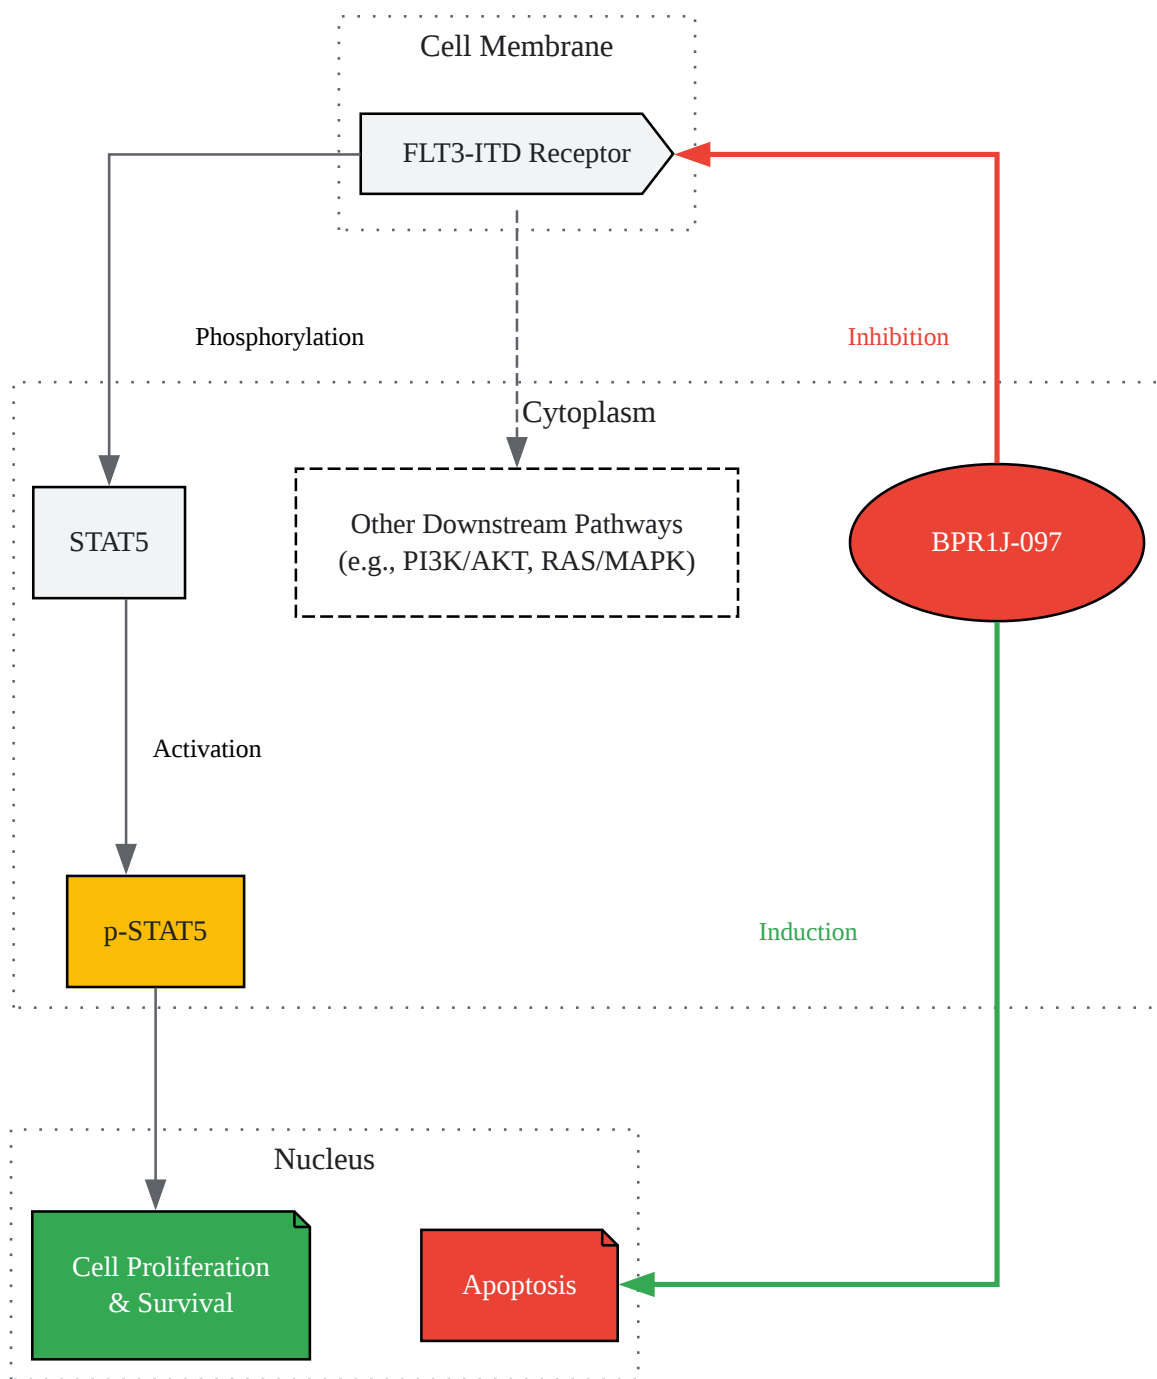 Cell Membrane
FLT3-ITD Receptor
Phosphorylation
Inhibition
Cytoplasm
STAT5
Other Downstream Pathways
(e.g., PI3K/AKT, RAS/MAPK)
BPR1J-097
Activation
p-STAT5
Induction
Nucleus
Cell Proliferation
& Survival
Apoptosis